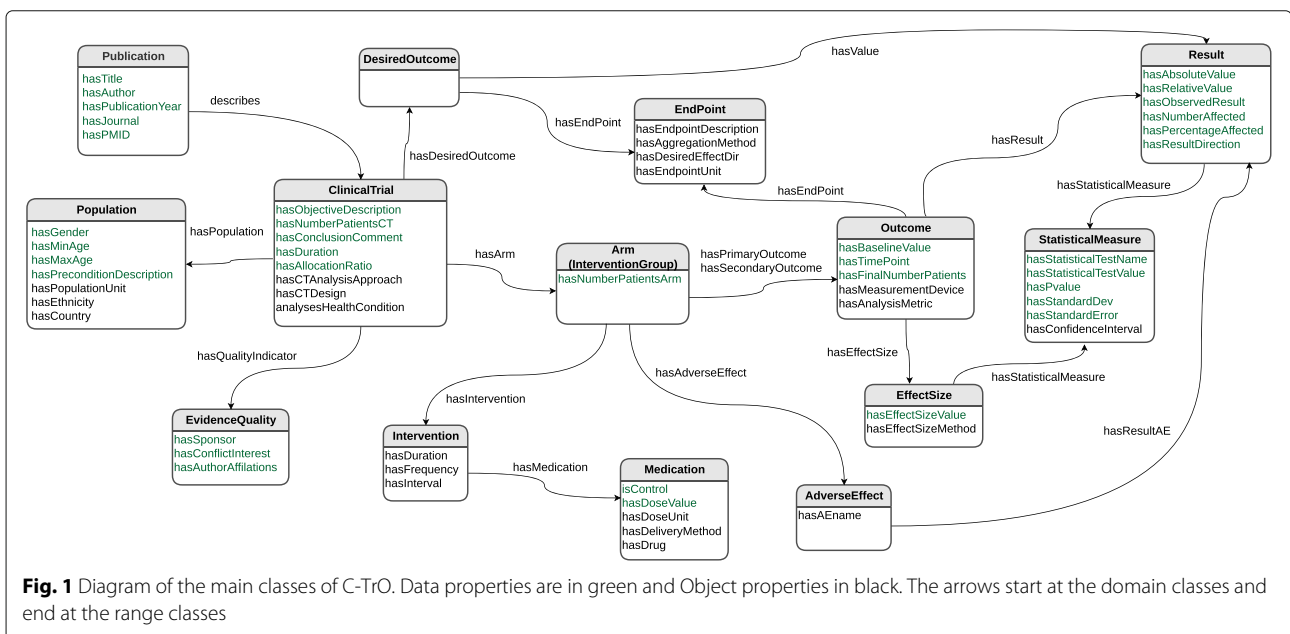 Publication
hasTitle
hasAuthor
hasPublicationYear
hasJournal
hasPMID
describes
DesiredOutcome
hasValue
hasEndPoint
hasDesiredOutcome
EndPoint
hasEndpointDescription
hasAggregationMethod
hasDesiredEffectDir
hasEndpointUnit
hasEndPoint
Result
hasAbsoluteValue
hasRelativeValue
hasObservedResult
hasNumberAffected
hasPercentageAffected
hasResultDirection
hasResult
hasStatisticalMeasure
Population
hasGender
hasMinAge
hasMaxAge
hasPreconditionDescription
hasPopulationUnit
hasEthnicity
hasCountry
hasPopulation
ClinicalTrial
hasObjectiveDescription
hasNumberPatientsCT
hasConclusionComment
hasDuration
hasAllocationRatio
hasCTAnalysisApproach
hasCTDesign
analysesHealthCondition
hasArm
Arm
(InterventionGroup)
hasNumberPatientsArm
hasPrimaryOutcome
hasSecondaryOutcome
Outcome
hasBaselineValue
hasTimePoint
hasFinalNumberPatients
hasMeasurementDevice
hasAnalysisMetric
StatisticalMeasure
hasStatisticalTestName
hasStatisticalTestValue
hasPvalue
hasStandardDev
hasStandardError
hasConfidenceInterval
hasQualityIndicator
hasEffectSize
hasStatisticalMeasure
hasAdverseEffect
hasIntervention
EvidenceQuality
hasSponsor
hasConflictInterest
hasAuthorAffilations
Intervention
hasDuration
hasFrequency
hasInterval
hasMedication
Medication
isControl
hasDoseValue
hasDoseUnit
hasDeliveryMethod
hasDrug
EffectSize
hasEffectSizeValue
hasEffectSizeMethod
hasResultAE
AdverseEffect
hasAEname
Fig. 1 Diagram of the main classes of C-TrO. Data properties are in green and Object properties in black. The arrows start at the domain classes and
end at the range classes